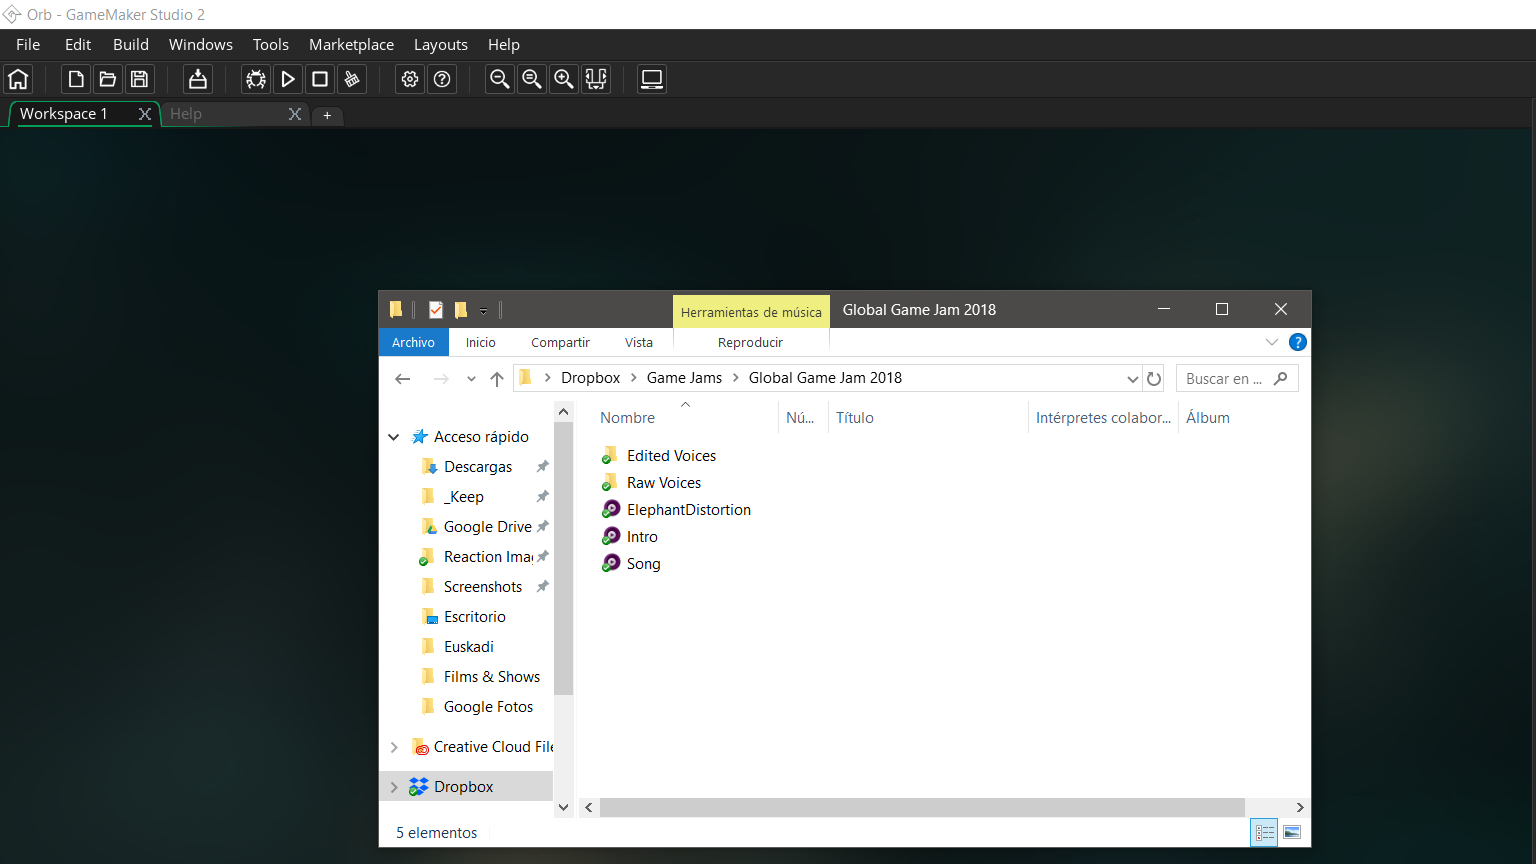 Orb - GameMaker Studio 2
File Edit Build Windows Tools Marketplace Layouts Help
Workspace 1 Help +
Herramientas de música Global Game Jam 2018
Archivo Inicio Compartir Vista Reproducir
Dropbox Game Jams Global Game Jam 2018 Buscar en ...
Nombre Nú... Título Intérpretes colabor... Álbum
Acceso rápido
Descargas
_Keep
Google Drive
Reaction Imag
Screenshots
Escritorio
Euskadi
Films & Shows
Google Fotos
Creative Cloud File
Dropbox
Edited Voices
Raw Voices
ElephantDistortion
Intro
Song
5 elementos